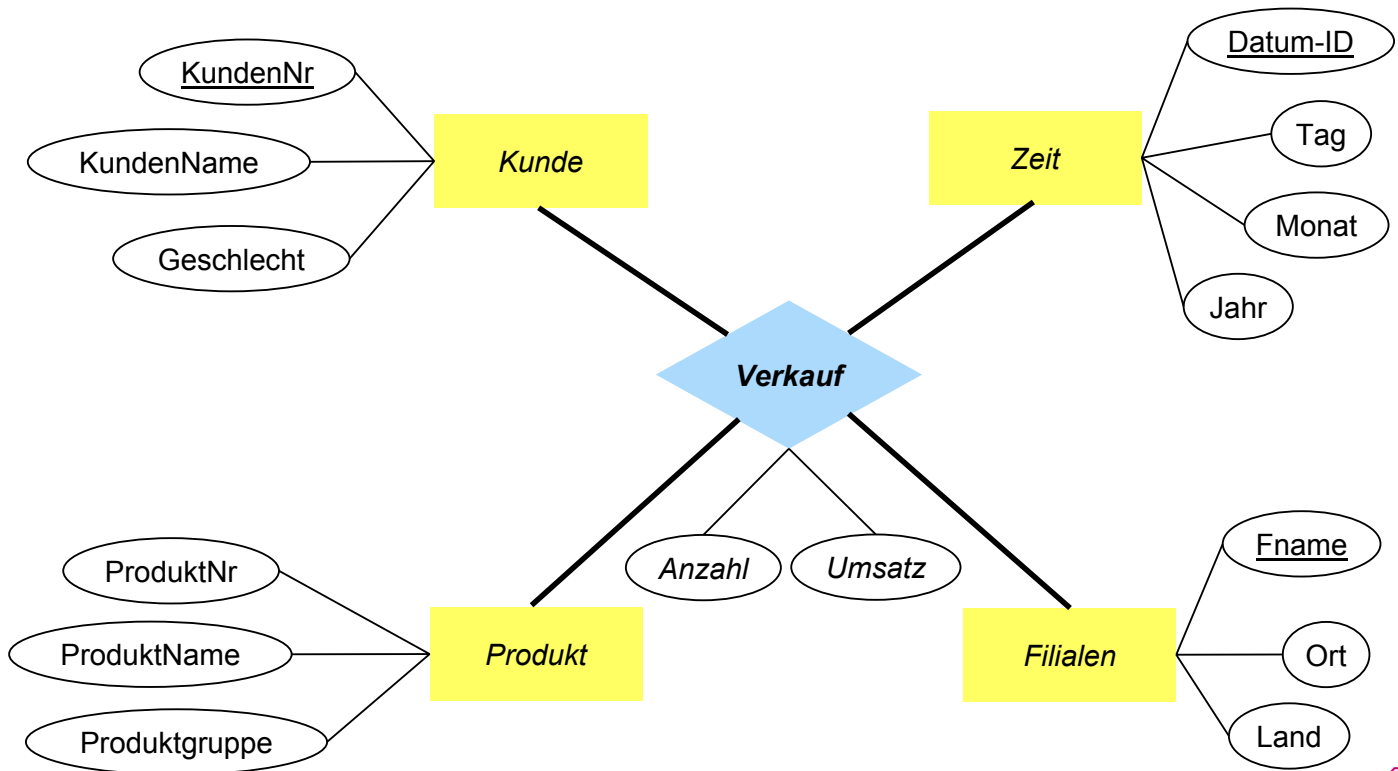 KundenNr
KundenName
Geschlecht
Kunde
Zeit
Datum-ID
Tag
Monat
Jahr
Verkauf
Anzahl
Umsatz
ProduktNr
ProduktName
Produktgruppe
Produkt
Filialen
Fname
Ort
Land